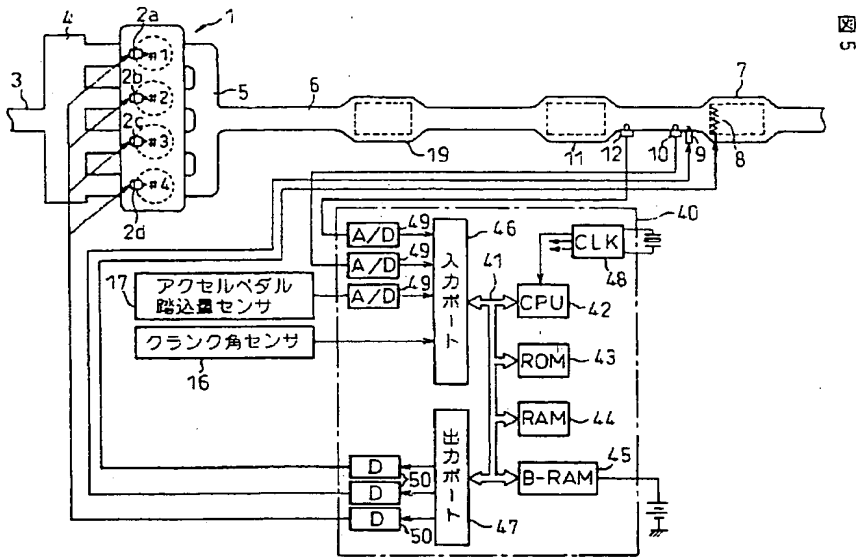 図5
1
2a
4
#1
3
2b
#2
5
6
2c
#3
#4
2d
19
11
12
10
9
7
8
40
A/D
49
46
CLK
48
A/D
49
入力ポート
41
17
アクセルペダル
踏込量センサ
A/D
49
CPU
42
クランク角センサ
16
ROM
43
RAM
44
出力ポート
D
50
D
B-RAM
45
D
50
47